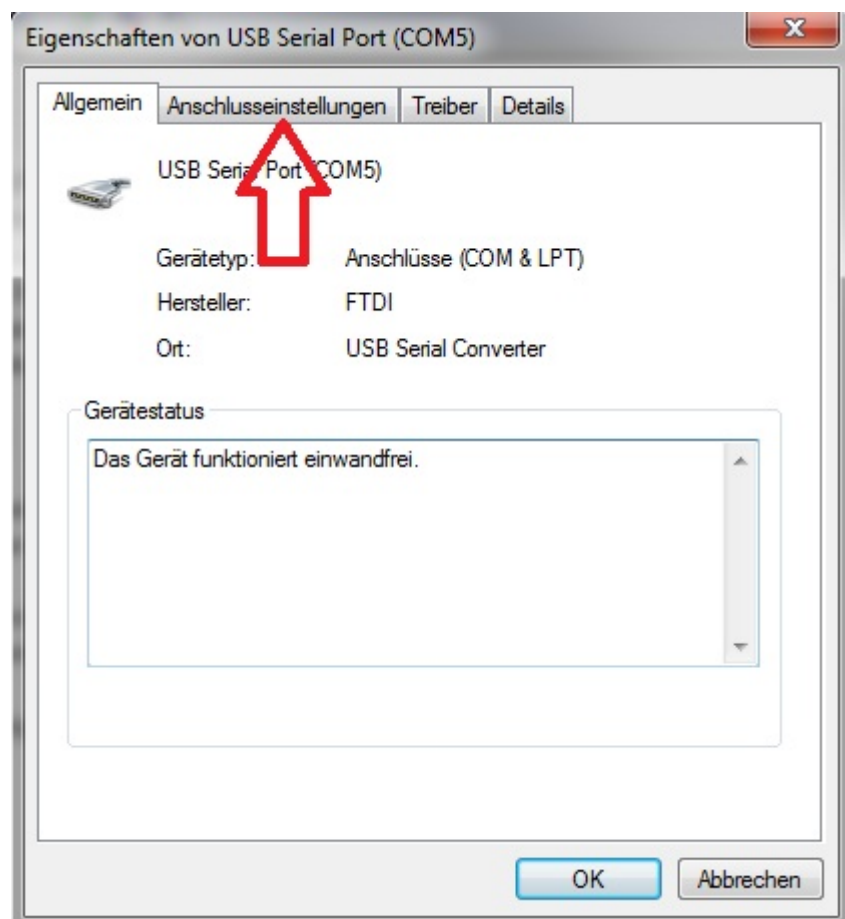 Eigenschaften von USB Serial Port (COM5)
Allgemein Anschlusseinstellungen Treiber Details
USB Serial Port (COM5)
Gerätetyp: Anschlüsse (COM & LPT)
Hersteller: FTDI
Ort: USB Serial Converter
Gerätestatus
Das Gerät funktioniert einwandfrei.
OK Abbrechen